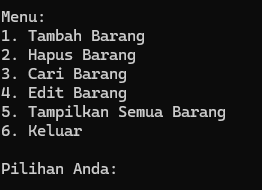 Menu:
1. Tambah Barang
2. Hapus Barang
3. Cari Barang
4. Edit Barang
5. Tampilkan Semua Barang
6. Keluar
Pilihan Anda: